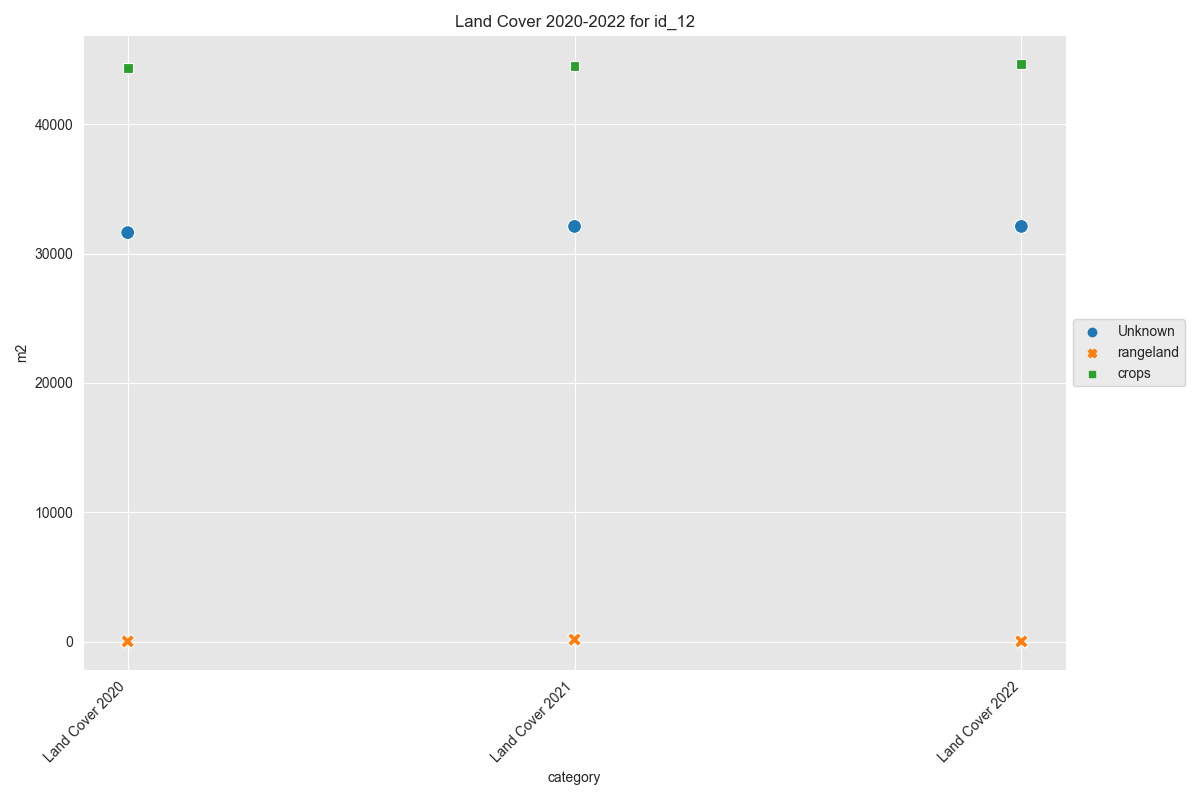 Land Cover 2020-2022 for id_12
40000
30000
20000
10000
0
m2
Land Cover 2020
Land Cover 2021
Land Cover 2022
category
Unknown
rangeland
crops